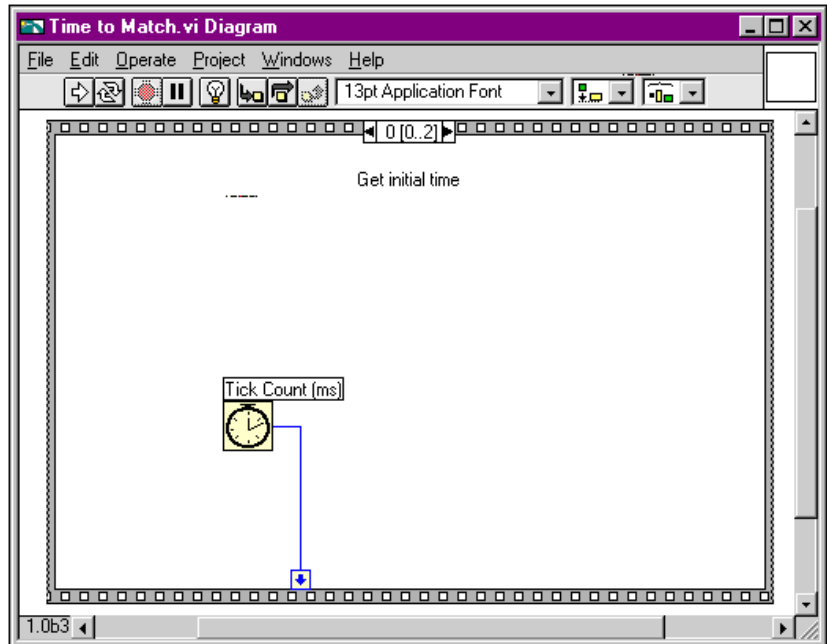 Time to Match.vi Diagram
File Edit Operate Project Windows Help
13pt Application Font
0 [0..2]
Get initial time
Tick Count (ms)
1.0b3